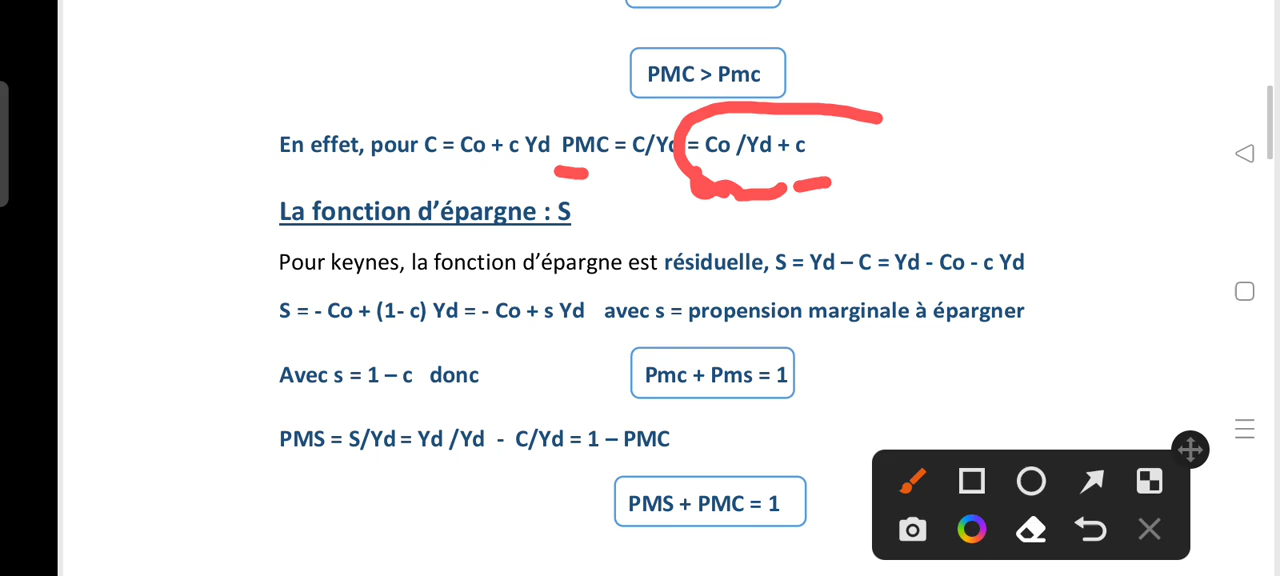 PMC > Pmc
En effet, pour C = Co + c Yd PMC = C/Yd = Co /Yd + c
La fonction d’épargne : S
Pour keynes, la fonction d’épargne est résiduelle, S = Yd – C = Yd - Co - c Yd
S = - Co + (1- c) Yd = - Co + s Yd avec s = propension marginale à épargner
Avec s = 1 – c donc Pmc + Pms = 1
PMS = S/Yd = Yd /Yd - C/Yd = 1 – PMC
PMS + PMC = 1